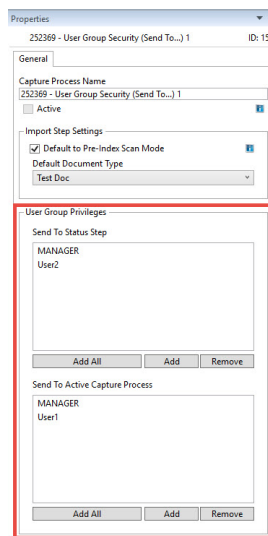 Properties
252369 - User Group Security (Send To...) 1 ID: 15
General
Capture Process Name
252369 - User Group Security (Send To...) 1
Active
Import Step Settings
Default to Pre-Index Scan Mode
Default Document Type
Test Doc
User Group Privileges
Send To Status Step
MANAGER
User2
Add All Add Remove
Send To Active Capture Process
MANAGER
User1
Add All Add Remove